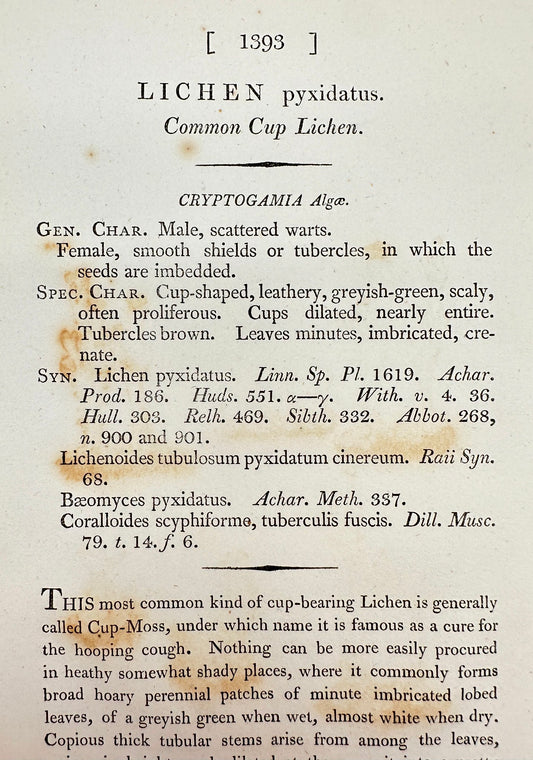 [ 1393 ]
LICHEN pyxidatus.
Common Cup Lichen.
CRYPTOGAMIA Algæ.
GEN. CHAR. Male, scattered warts.
Female, smooth shields or tubercles, in which the
seeds are imbedded.
SPEC. CHAR. Cup-shaped, leathery, greyish-green, scaly,
often proliferous. Cups dilated, nearly entire.
Tubercles brown. Leaves minutes, imbricated, cre-
nate.
SYN. Lichen pyxidatus. Linn. Sp. Pl. 1619. Achar.
Prod. 186. Huds. 551. α—γ. With. v. 4. 36.
Hull. 303. Relh. 469. Sibth. 332. Abbot. 268,
n. 900 and 901.
Lichenoides tubulosum pyxidatum cinereum. Raii Syn.
68.
Bæomyces pyxidatus. Achar. Meth. 337.
Coralloides scyphiforme, tuberculis fuscis. Dill. Musc.
79. t. 14. f. 6.
THIS most common kind of cup-bearing Lichen is generally
called Cup-Moss, under which name it is famous as a cure for
the hooping cough. Nothing can be more easily procured
in heathy somewhat shady places, where it commonly forms
broad hoary perennial patches of minute imbricated lobed
leaves, of a greyish green when wet, almost white when dry.
Copious thick tubular stems arise from among the leaves,